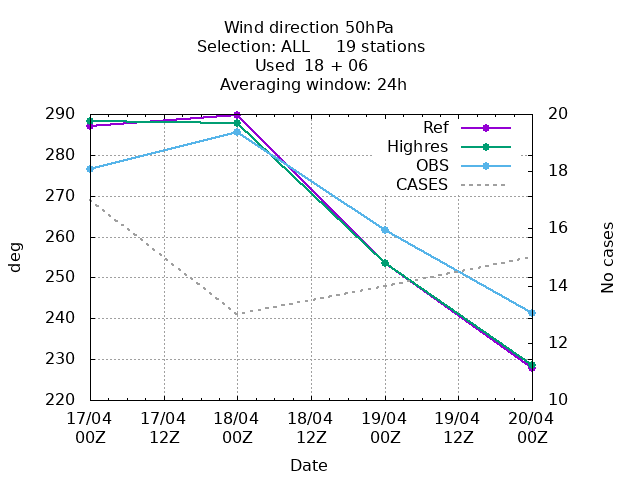 Wind direction 50hPa
Selection: ALL     19 stations
Used  18 + 06
Averaging window: 24h
290 20
Ref
280
Highres
OBS
18
CASES
270
260 16
deg
No cases
250
14
240
230 12
220 10
17/04 17/04 18/04 18/04 19/04 19/04 20/04
00Z 12Z 00Z 12Z 00Z 12Z 00Z
Date